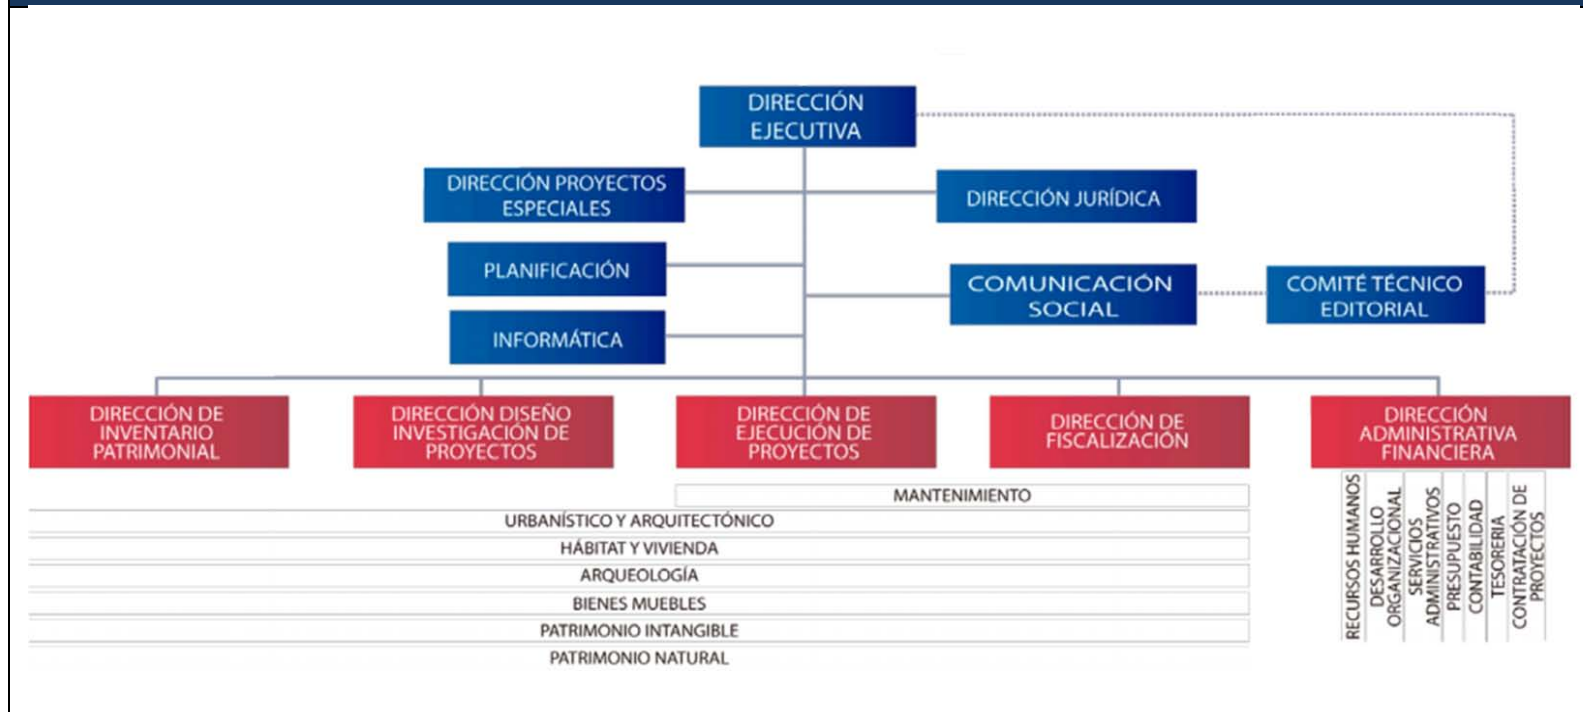 DIRECCIÓN
EJECUTIVA
DIRECCIÓN PROYECTOS
ESPECIALES
DIRECCIÓN JURÍDICA
PLANIFICACIÓN
COMUNICACIÓN
SOCIAL
COMITÉ TÉCNICO
EDITORIAL
INFORMÁTICA
DIRECCIÓN DE
INVENTARIO
PATRIMONIAL
DIRECCIÓN DISEÑO
INVESTIGACIÓN DE
PROYECTOS
DIRECCIÓN DE
EJECUCIÓN DE
PROYECTOS
DIRECCIÓN DE
FISCALIZACIÓN
DIRECCIÓN
ADMINISTRATIVA
FINANCIERA
MANTENIMIENTO
URBANÍSTICO Y ARQUITECTÓNICO
HÁBITAT Y VIVIENDA
ARQUEOLOGÍA
BIENES MUEBLES
PATRIMONIO INTANGIBLE
PATRIMONIO NATURAL
RECURSOS HUMANOS
DESARROLLO
ORGANIZACIONAL
SERVICIOS
ADMINISTRATIVOS
PRESUPUESTO
CONTABILIDAD
TESORERIA
CONTRATACIÓN DE
PROYECTOS